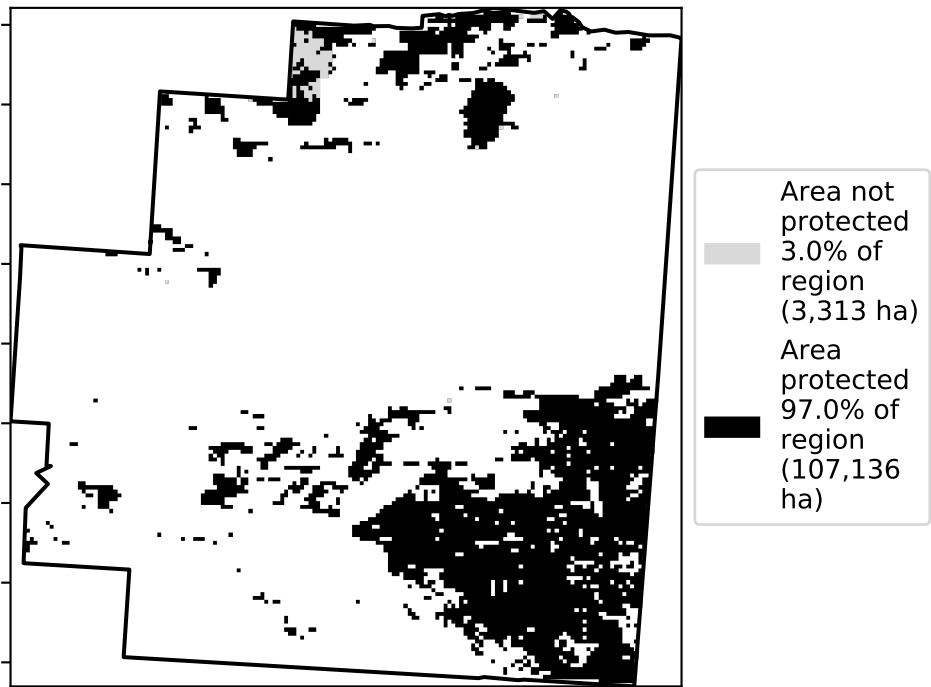 Area not
protected
3.0% of
region
(3,313 ha)
Area
protected
97.0% of
region
(107,136
ha)